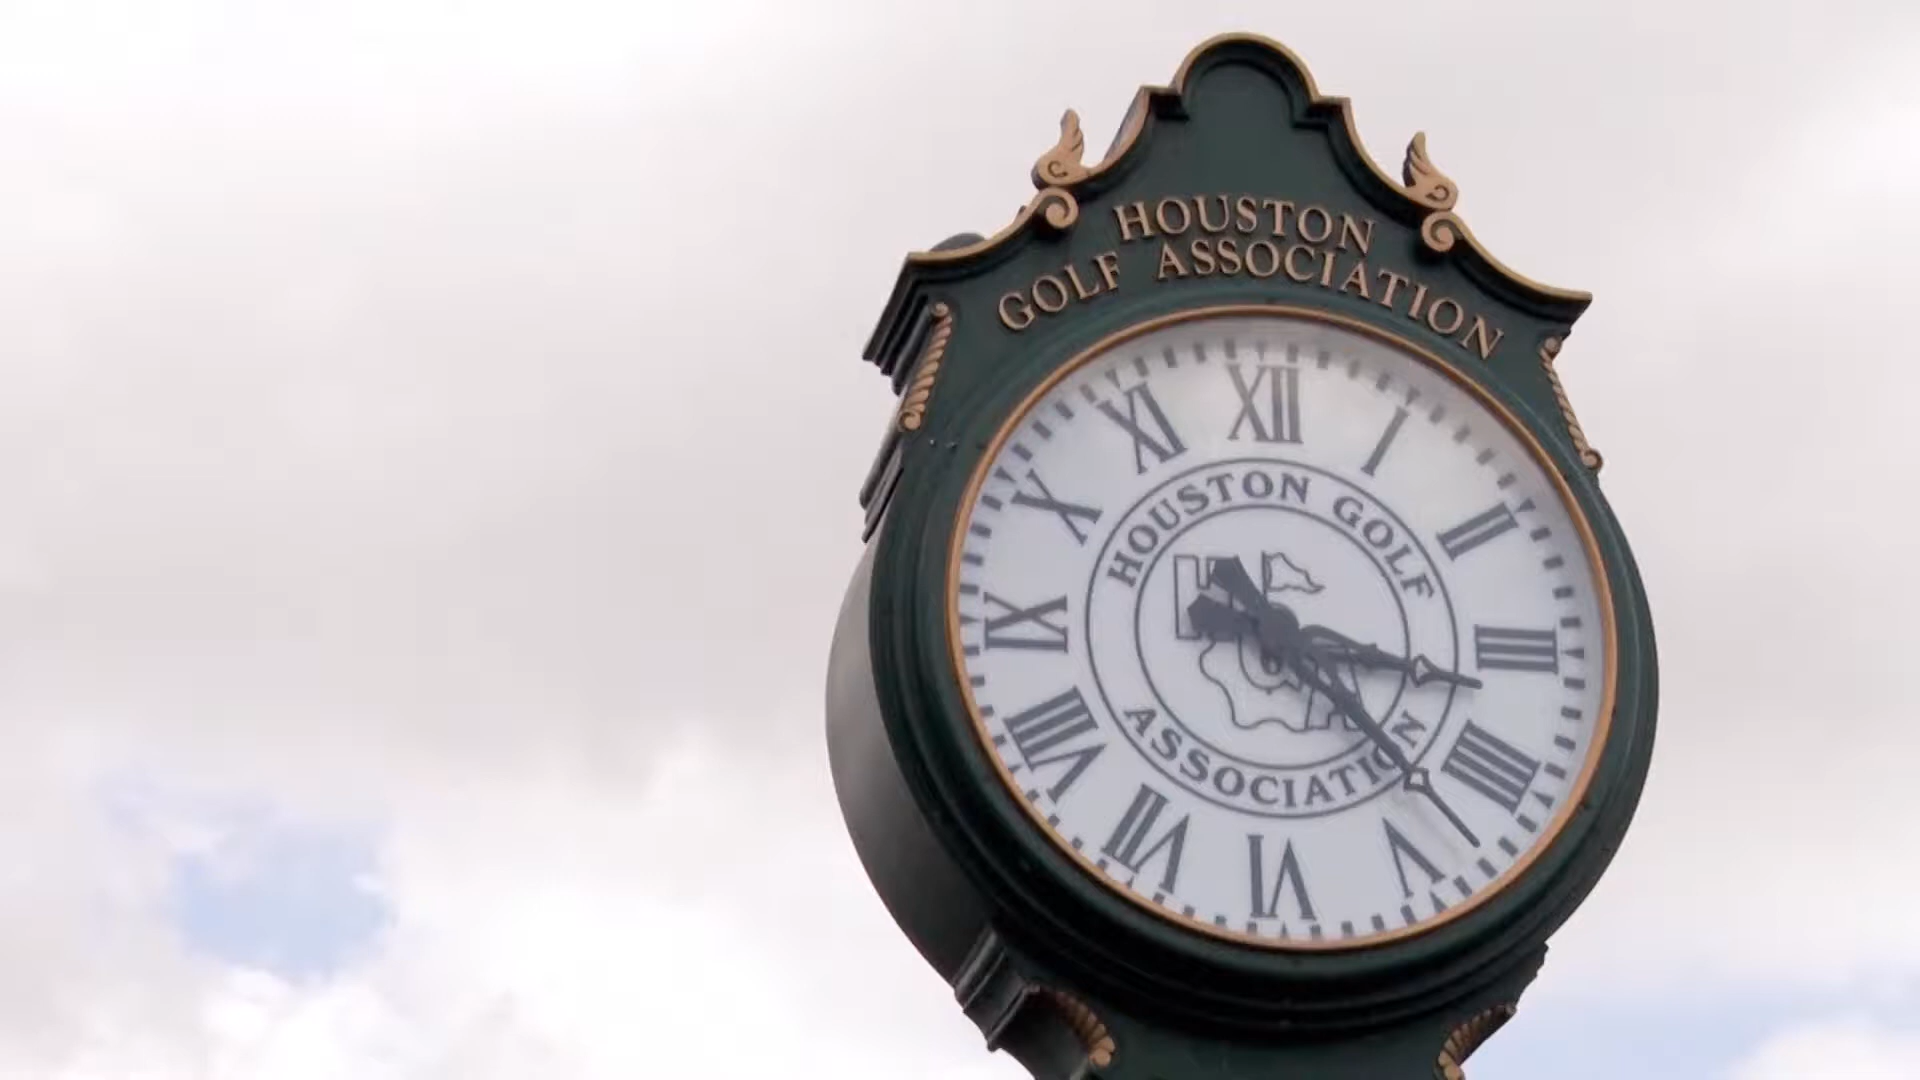 HOUSTON
GOLF ASSOCIATION
XII
XI
I
X
II
HOUSTON GOLF
IX
III
ASSOCIATION
VIII
IIII
VII
VI
V